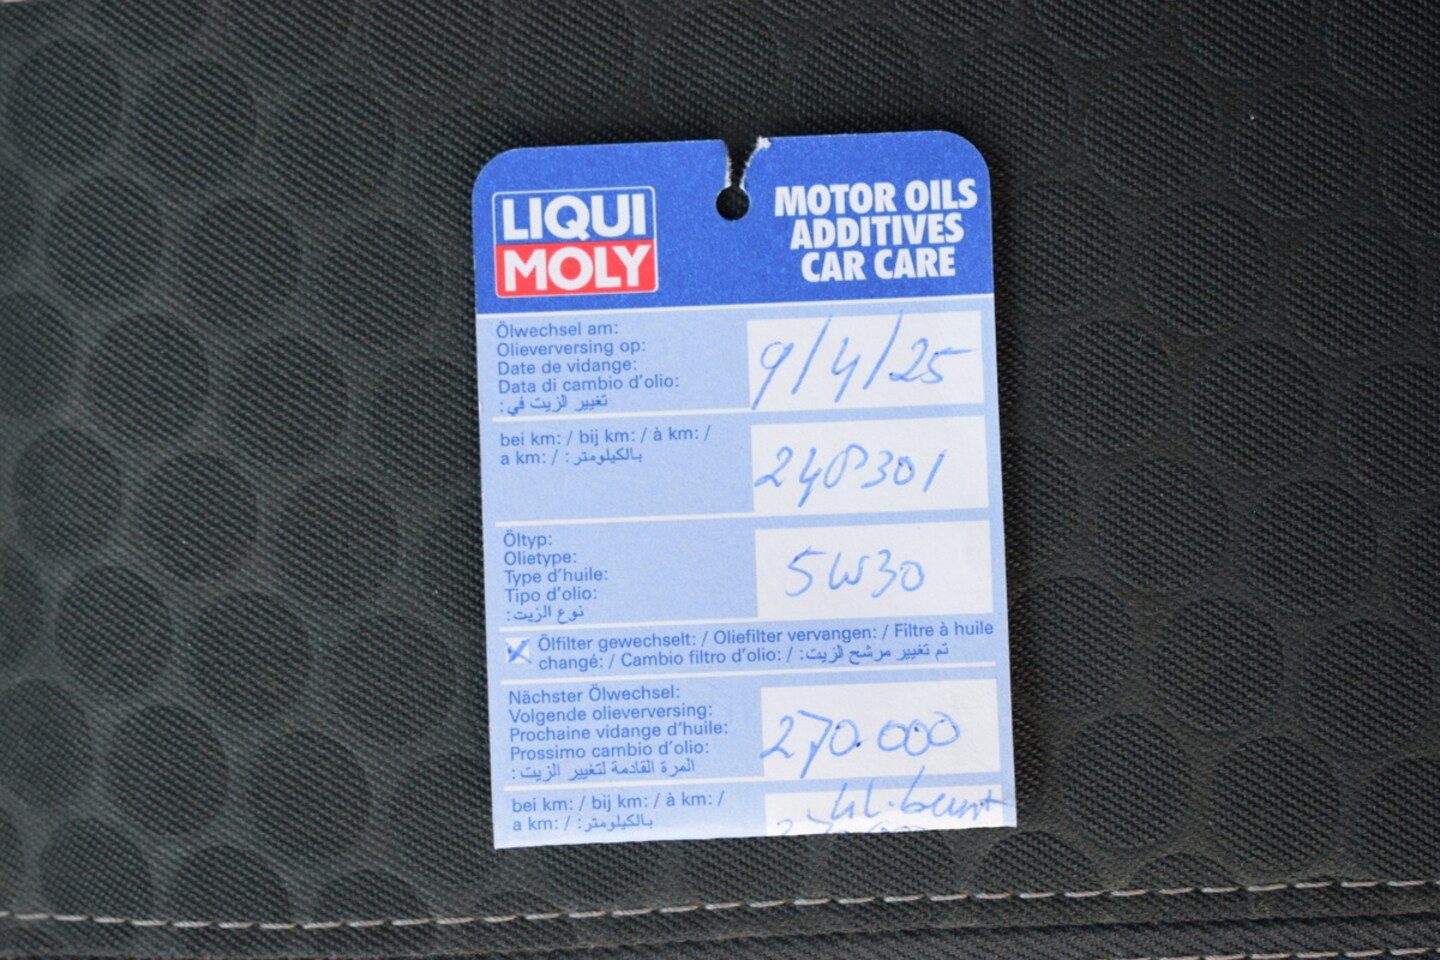 LIQUI
MOLY
MOTOR OILS
ADDITIVES
CAR CARE
Ölwechsel am:
Olieverversing op:
Date de vidange:
Data di cambio d'olio:
تغيير الزيت في:
9/4/25
bei km: / bij km: / à km: /
a km: / بالكيلومتر:
248301
Öltyp:
Olietype:
Type d'huile:
Tipo d'olio:
نوع الزيت:
5W30
Ölfilter gewechselt: / Oliefilter vervangen: / Filtre à huile
changé: / Cambio filtro d'olio: / تم تغيير مرشح الزيت:
Nächster Ölwechsel:
Volgende olieverversing:
Prochaine vidange d'huile:
Prossimo cambio d'olio:
المرة القادمة لتغيير الزيت:
270.000
bei km: / bij km: / à km: /
a km: / بالكيلومتر: